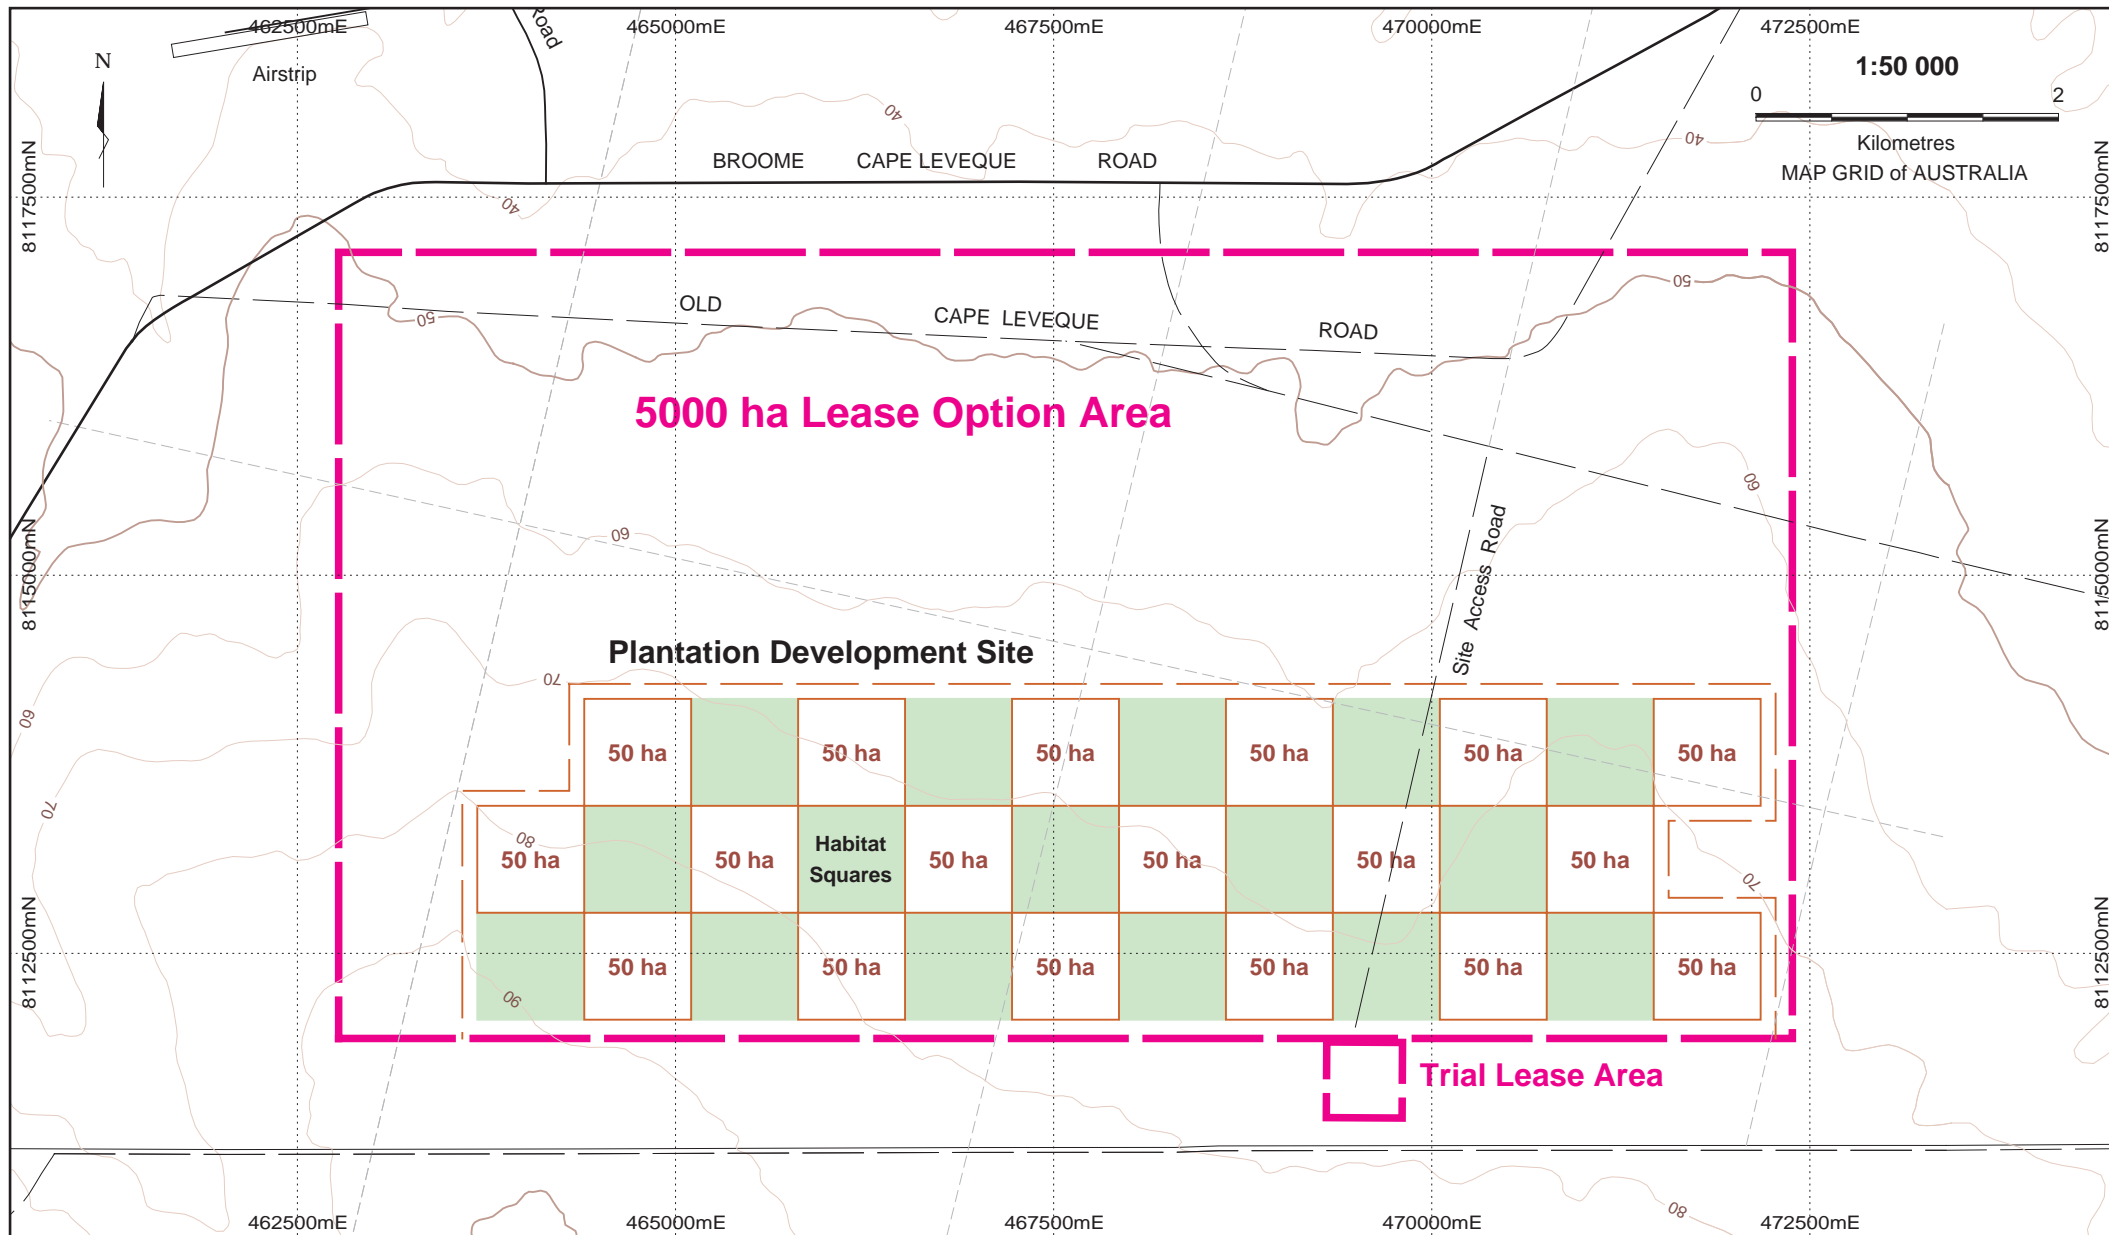 462500mE
465000mE
467500mE
470000mE
472500mE
Road
N
Airstrip
1:50 000
0 2
Kilometres
MAP GRID of AUSTRALIA
40
40
40
BROOME CAPE LEVEQUE ROAD
8117500mN
8117500mN
50
50
OLD CAPE LEVEQUE ROAD
5000 ha Lease Option Area
60
60
Site Access Road
8115000mN
8115000mN
Plantation Development Site
70
60
50 ha 50 ha 50 ha 50 ha 50 ha 50 ha
70
80
Habitat
Squares
50 ha 50 ha 50 ha 50 ha 50 ha 50 ha
70
8112500mN
8112500mN
50 ha 50 ha 50 ha 50 ha 50 ha 50 ha
90
Trial Lease Area
80
462500mE
465000mE
467500mE
470000mE
472500mE